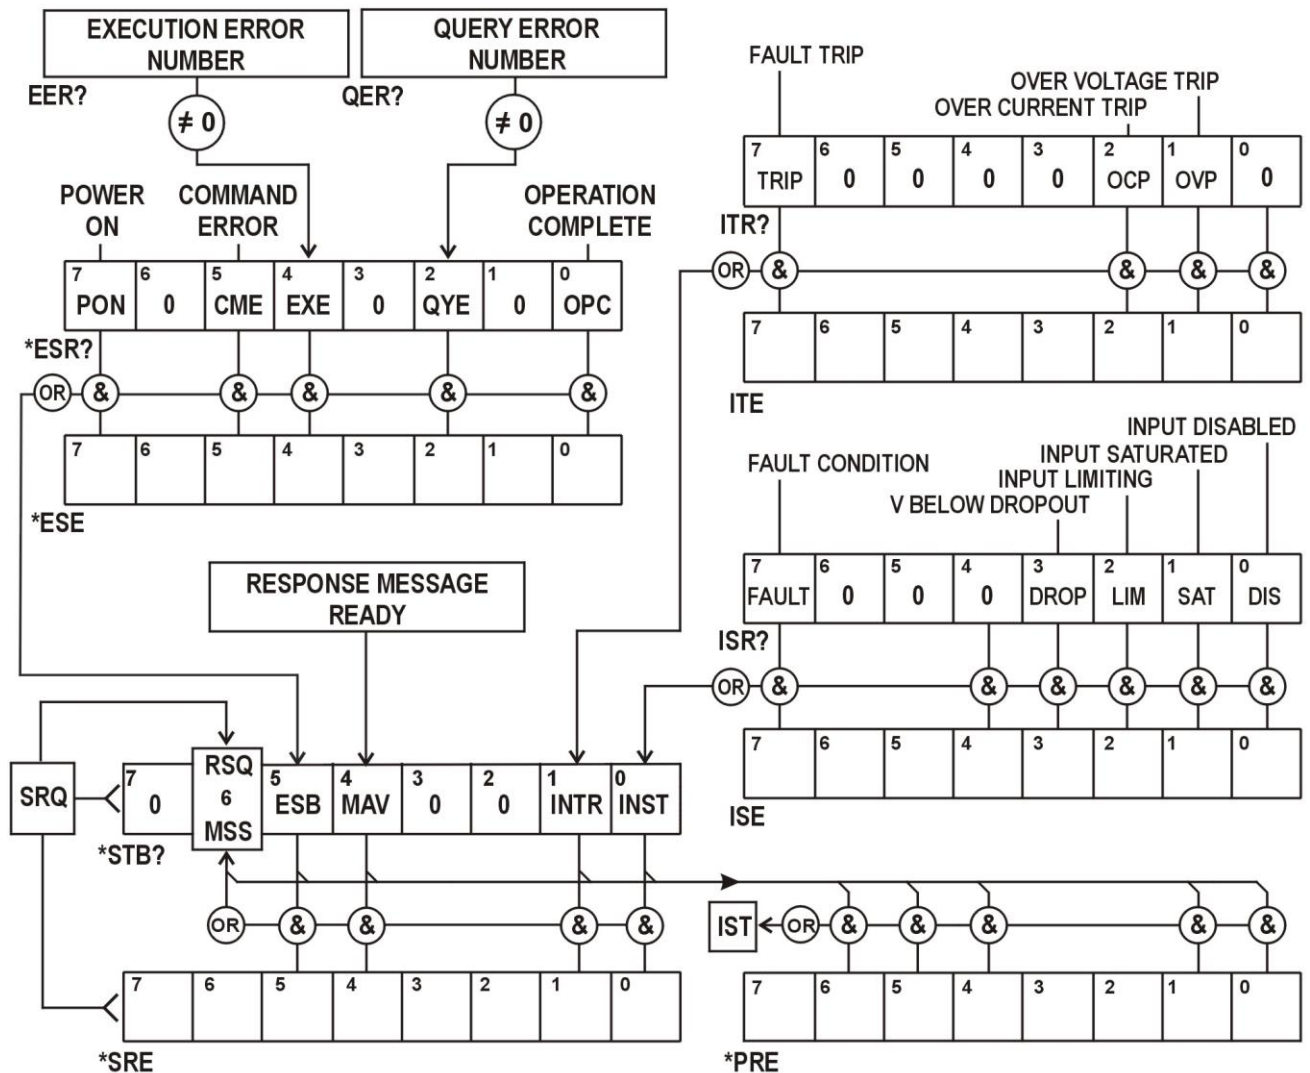 EXECUTION ERROR
NUMBER
QUERY ERROR
NUMBER
EER?
QER?
≠ 0
≠ 0
POWER
ON
COMMAND
ERROR
OPERATION
COMPLETE
7 6 5 4 3 2 1 0
PON 0 CME EXE 0 QYE 0 OPC
*ESR?
OR & & & & &
7 6 5 4 3 2 1 0
*ESE
FAULT TRIP
OVER VOLTAGE TRIP
OVER CURRENT TRIP
7 6 5 4 3 2 1 0
TRIP 0 0 0 0 OCP OVP 0
ITR?
OR & & & &
7 6 5 4 3 2 1 0
ITE
INPUT DISABLED
INPUT SATURATED
FAULT CONDITION
INPUT LIMITING
V BELOW DROPOUT
7 6 5 4 3 2 1 0
FAULT 0 0 0 DROP LIM SAT DIS
ISR?
OR & & & & & &
7 6 5 4 3 2 1 0
ISE
RESPONSE MESSAGE
READY
SRQ
7 RSQ 5 4 3 2 1 0
0 6 ESB MAV 0 0 INTR INST
MSS
*STB?
OR & & & &
7 6 5 4 3 2 1 0
*SRE
IST OR & & & & &
7 6 5 4 3 2 1 0
*PRE